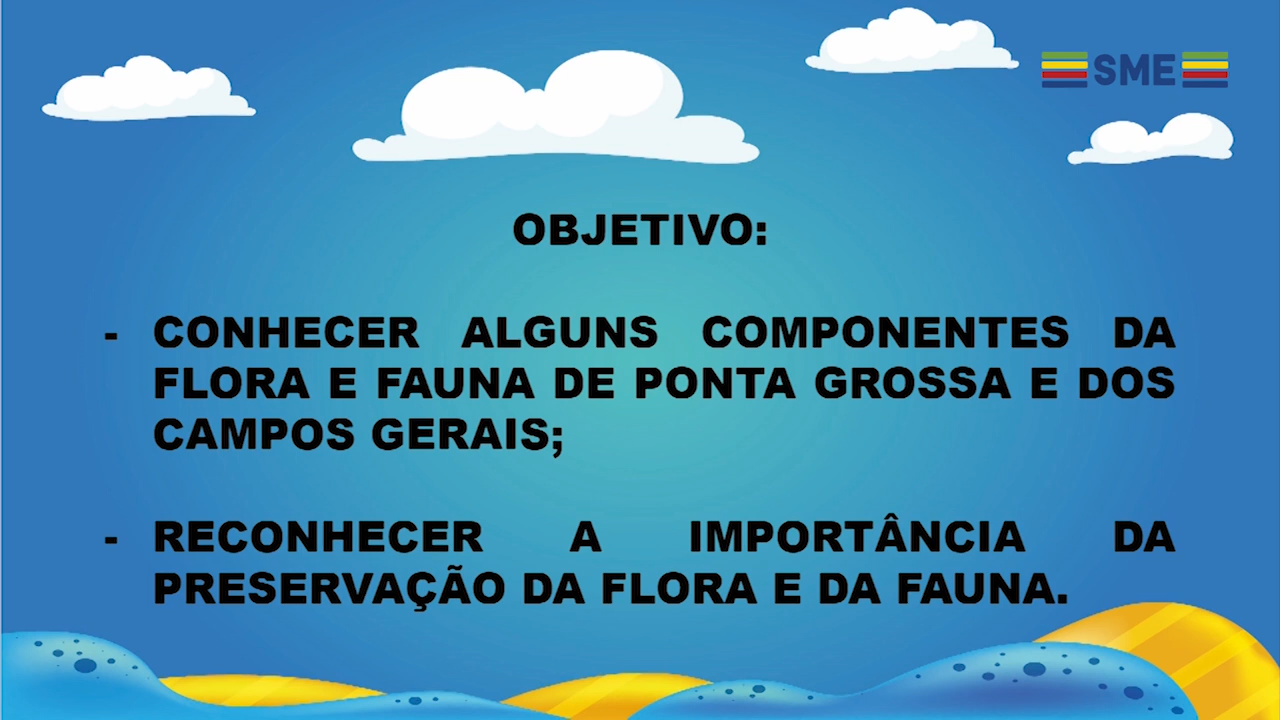 SME
OBJETIVO:
- CONHECER ALGUNS COMPONENTES DA
FLORA E FAUNA DE PONTA GROSSA E DOS
CAMPOS GERAIS;
- RECONHECER A IMPORTÂNCIA DA
PRESERVAÇÃO DA FLORA E DA FAUNA.